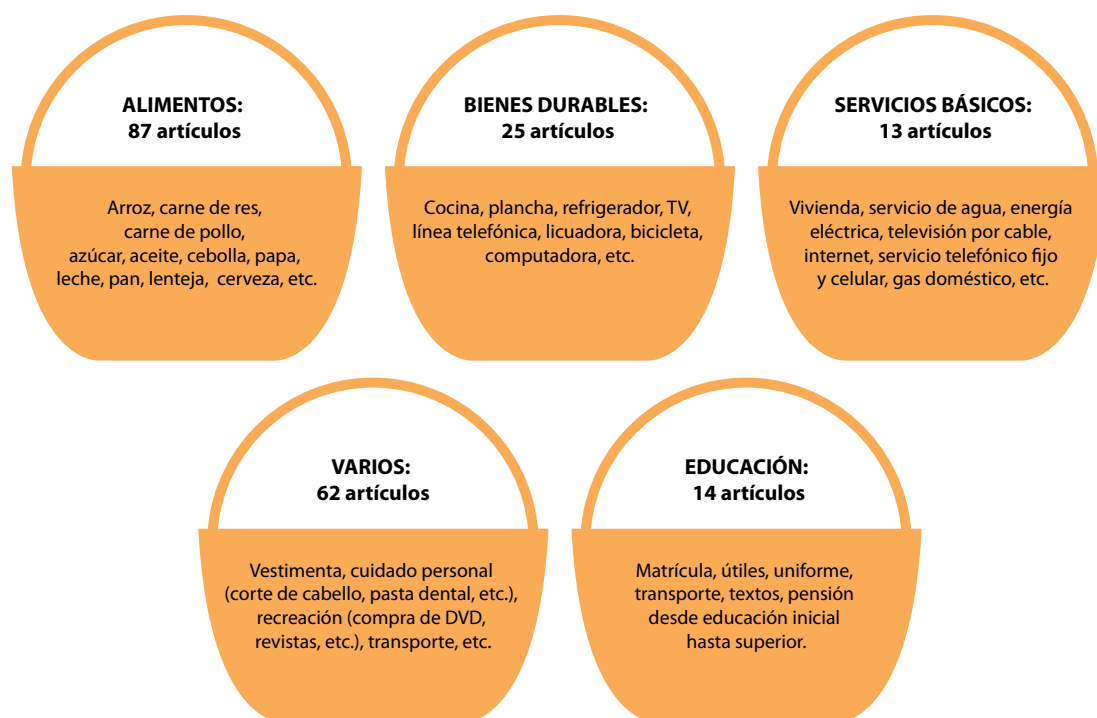 ALIMENTOS:
87 artículos
Arroz, carne de res,
carne de pollo,
azúcar, aceite, cebolla, papa,
leche, pan, lenteja, cerveza, etc.
BIENES DURABLES:
25 artículos
Cocina, plancha, refrigerador, TV,
línea telefónica, licuadora, bicicleta,
computadora, etc.
SERVICIOS BÁSICOS:
13 artículos
Vivienda, servicio de agua, energía
eléctrica, televisión por cable,
internet, servicio telefónico fijo
y celular, gas doméstico, etc.
VARIOS:
62 artículos
Vestimenta, cuidado personal
(corte de cabello, pasta dental, etc.),
recreación (compra de DVD,
revistas, etc.), transporte, etc.
EDUCACIÓN:
14 artículos
Matrícula, útiles, uniforme,
transporte, textos, pensión
desde educación inicial
hasta superior.